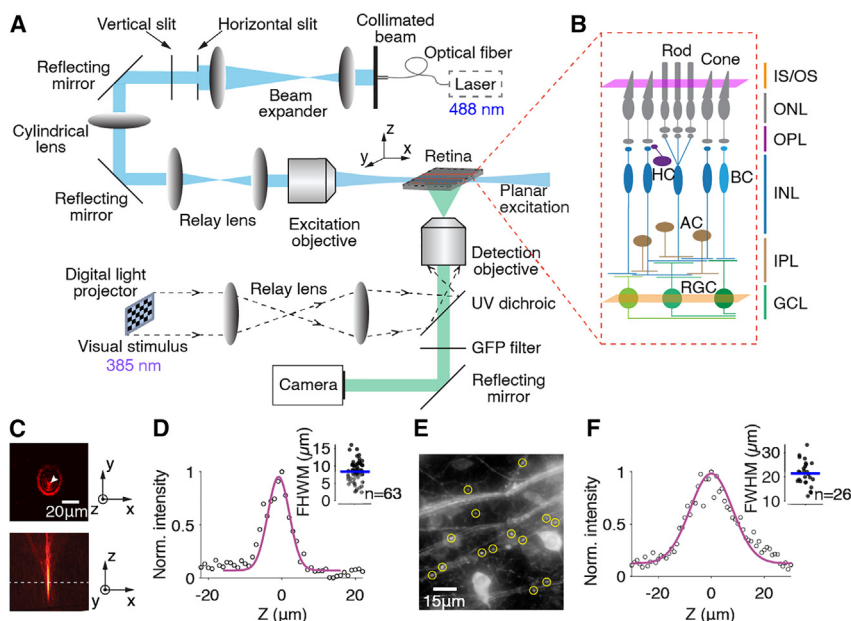 A
Vertical slit
Horizontal slit
Collimated
beam
Optical fiber
Reflecting
mirror
Laser
488 nm
Beam
expander
Cylindrical
lens
z
y
x
Retina
Planar
excitation
Reflecting
mirror
Relay lens
Excitation
objective
Detection
objective
Digital light
projector
Relay lens
UV dichroic
Visual stimulus
385 nm
GFP filter
Camera
Reflecting
mirror
B
Rod
Cone
IS/OS
ONL
OPL
HC
BC
INL
AC
IPL
RGC
GCL
C
20µm
y
z
x
z
y
x
D
Norm. intensity
1
0.5
0
-20
0
20
Z (µm)
FHWM (µm)
15
10
5
0
n=63
E
15µm
F
Norm. intensity
1
0.5
0
-20
0
20
Z (µm)
FWHM (µm)
30
20
10
n=26